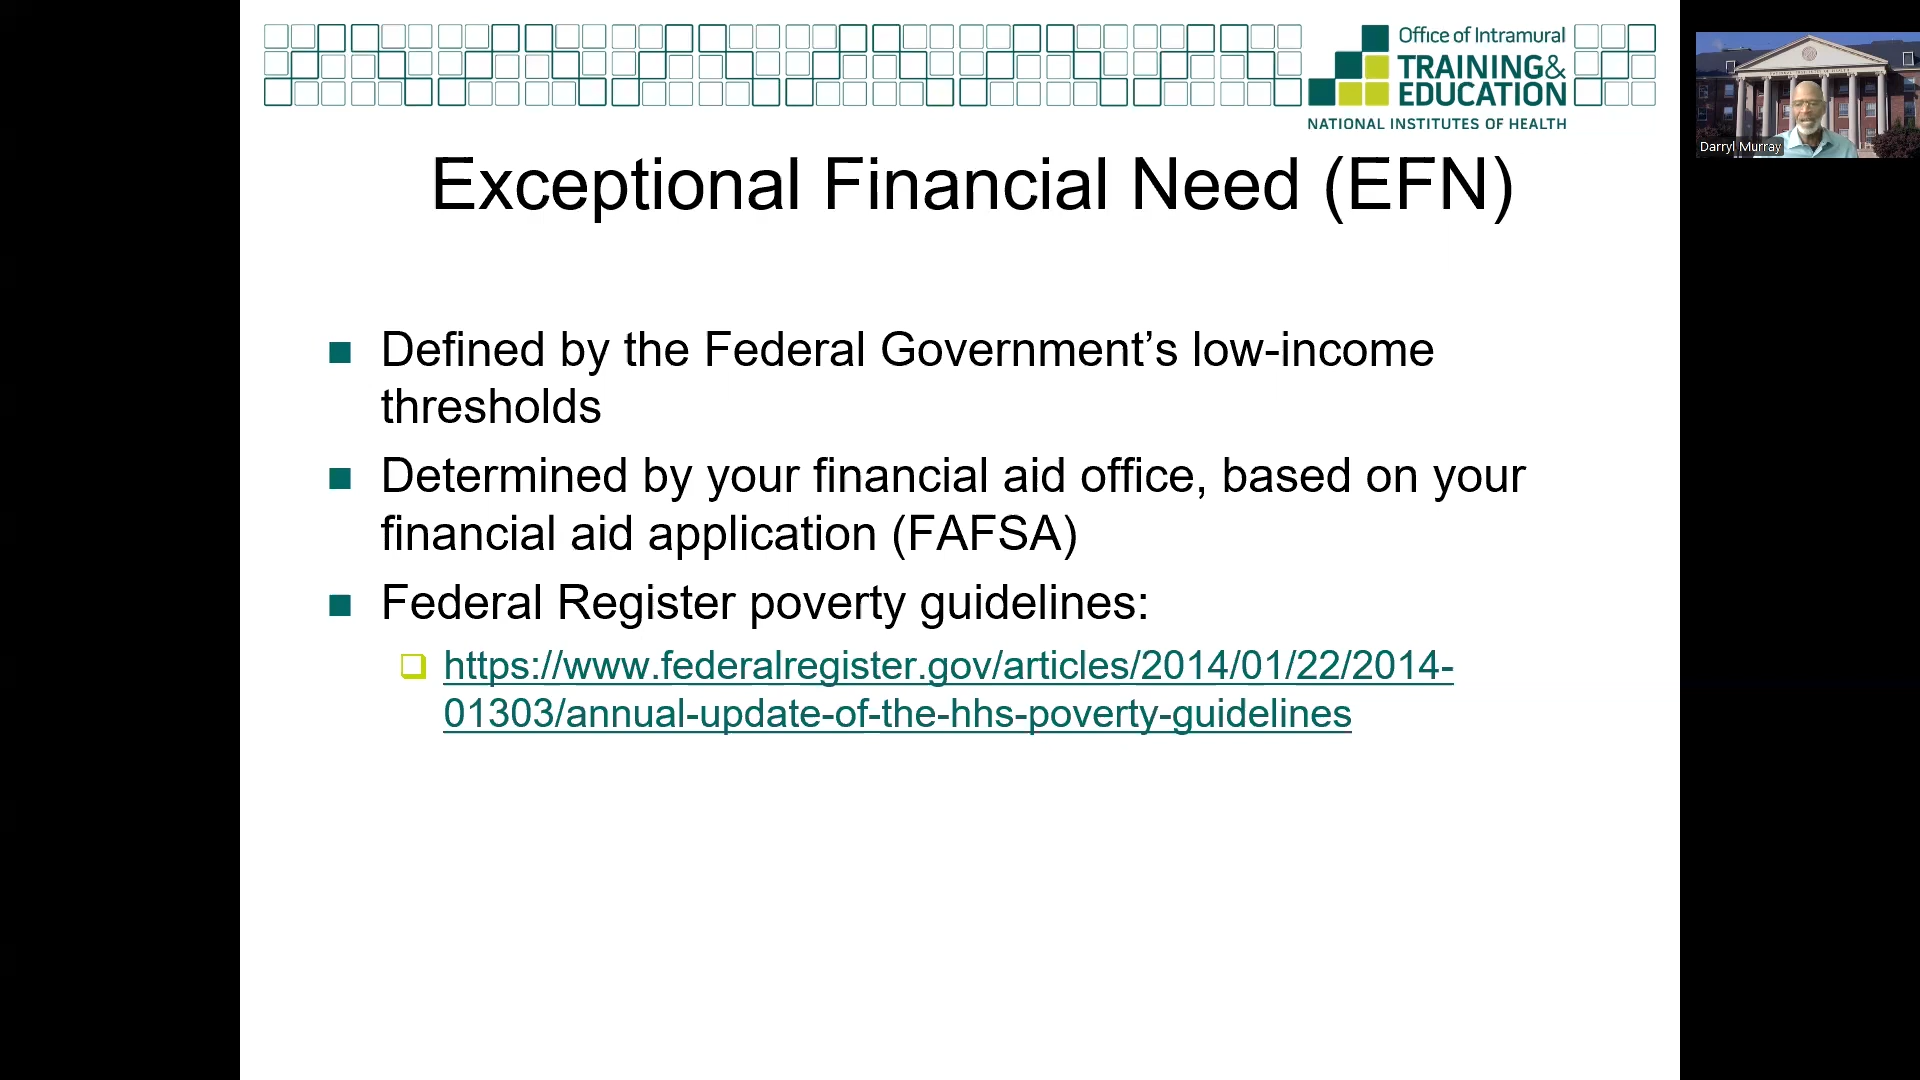 Office of Intramural
TRAINING&
EDUCATION
NATIONAL INSTITUTES OF HEALTH
Darryl Murray
Exceptional Financial Need (EFN)
Defined by the Federal Government’s low-income
thresholds
Determined by your financial aid office, based on your
financial aid application (FAFSA)
Federal Register poverty guidelines:
https://www.federalregister.gov/articles/2014/01/22/2014-
01303/annual-update-of-the-hhs-poverty-guidelines